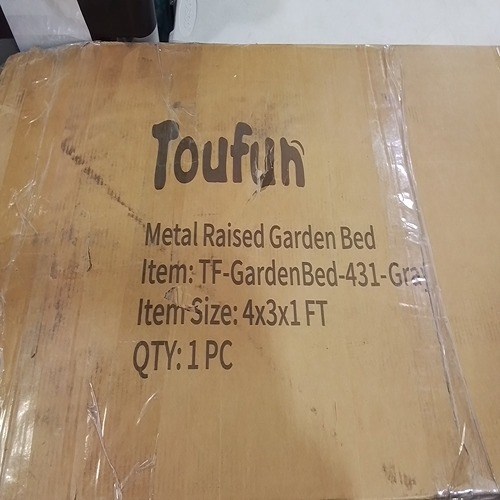 Toufun
Metal Raised Garden Bed
Item: TF-GardenBed-431-Gra
Item Size: 4x3x1 FT
QTY: 1 PC